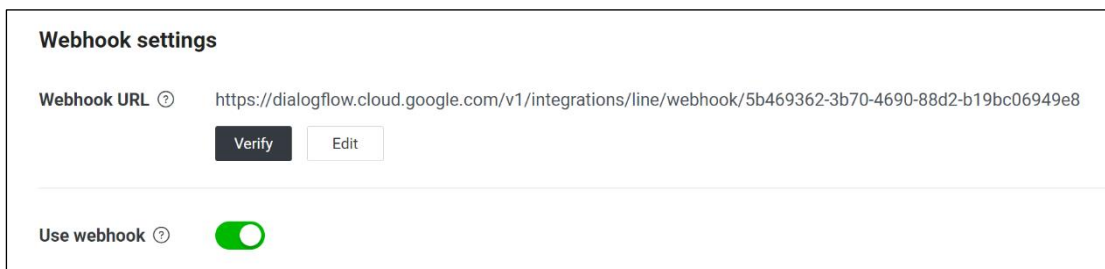 Webhook settings
Webhook URL ? https://dialogflow.cloud.google.com/v1/integrations/line/webhook/5b469362-3b70-4690-88d2-b19bc06949e8
Verify Edit
Use webhook ?